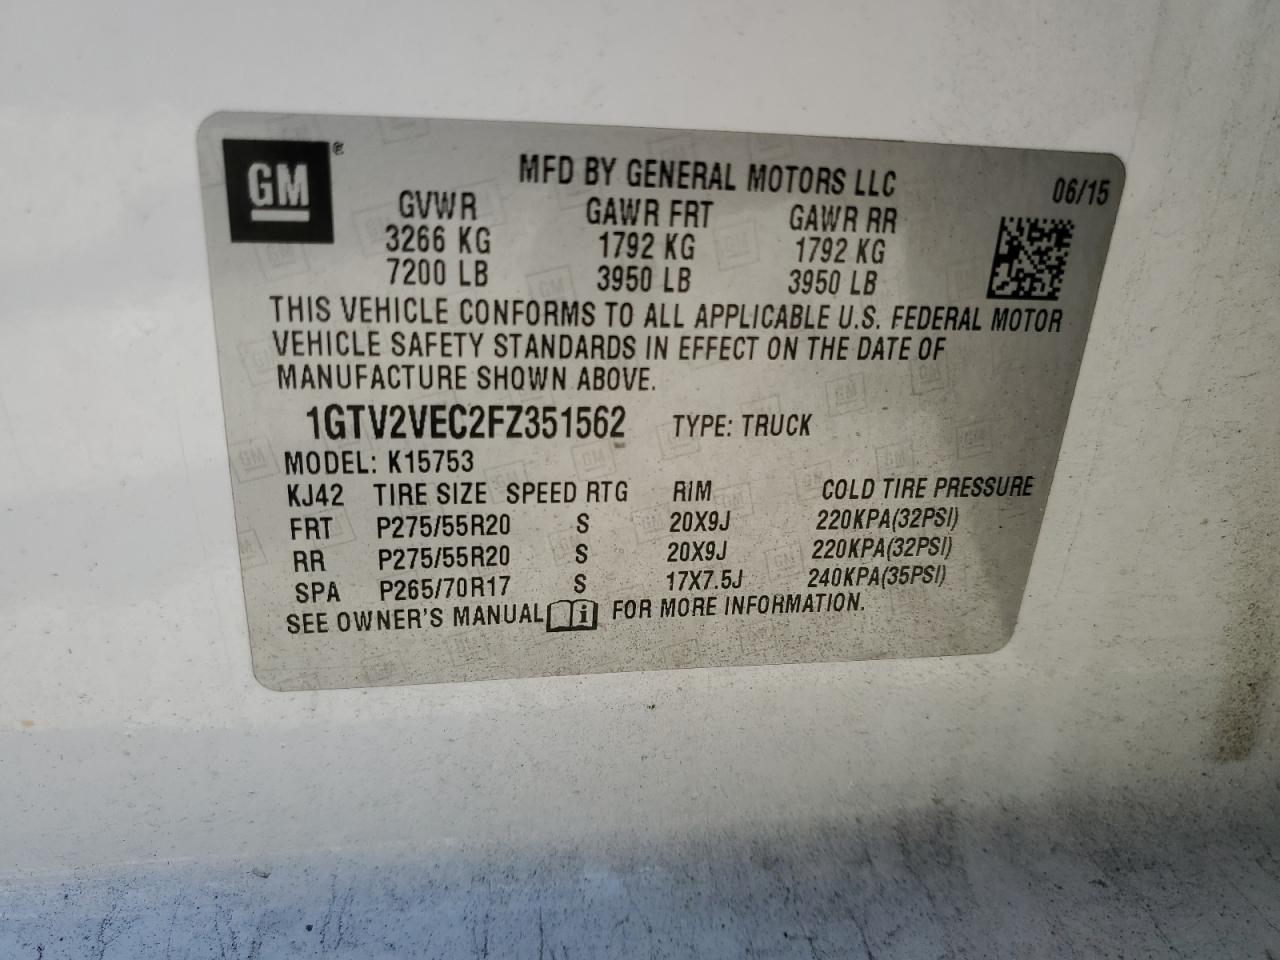 GM ®
MFD BY GENERAL MOTORS LLC 06/15
GVWR GAWR FRT GAWR RR
3266 KG 1792 KG 1792 KG
7200 LB 3950 LB 3950 LB
THIS VEHICLE CONFORMS TO ALL APPLICABLE U.S. FEDERAL MOTOR
VEHICLE SAFETY STANDARDS IN EFFECT ON THE DATE OF
MANUFACTURE SHOWN ABOVE.
1GTV2VEC2FZ351562 TYPE: TRUCK
MODEL: K15753
KJ42 TIRE SIZE SPEED RTG RIM COLD TIRE PRESSURE
FRT P275/55R20 S 20X9J 220KPA(32PSI)
RR P275/55R20 S 20X9J 220KPA(32PSI)
SPA P265/70R17 S 17X7.5J 240KPA(35PSI)
SEE OWNER'S MANUAL i FOR MORE INFORMATION.